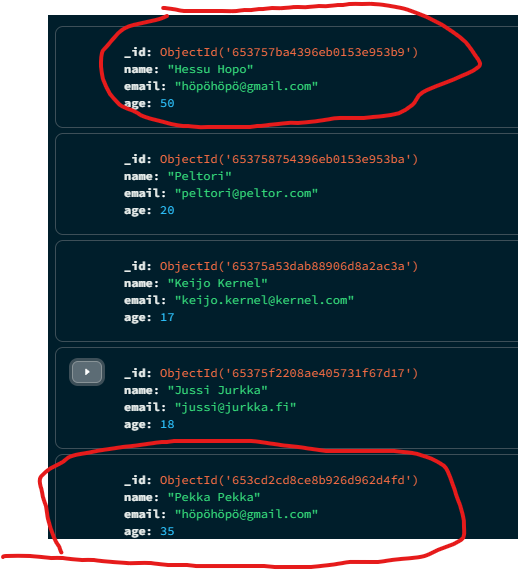 _id: ObjectId('653757ba4396eb0153e953b9')
name: "Hessu Hopo"
email: "höpöhöpö@gmail.com"
age: 50
_id: ObjectId('653758754396eb0153e953ba')
name: "Peltori"
email: "peltori@peltor.com"
age: 20
_id: ObjectId('65375a53dab88906d8a2ac3a')
name: "Keijo Kernel"
email: "keijo.kernel@kernel.com"
age: 17
_id: ObjectId('65375f2208ae405731f67d17')
name: "Jussi Jurkka"
email: "jussi@jurkka.fi"
age: 18
_id: ObjectId('653cd2cd8ce8b926d962d4fd')
name: "Pekka Pekka"
email: "höpöhöpö@gmail.com"
age: 35